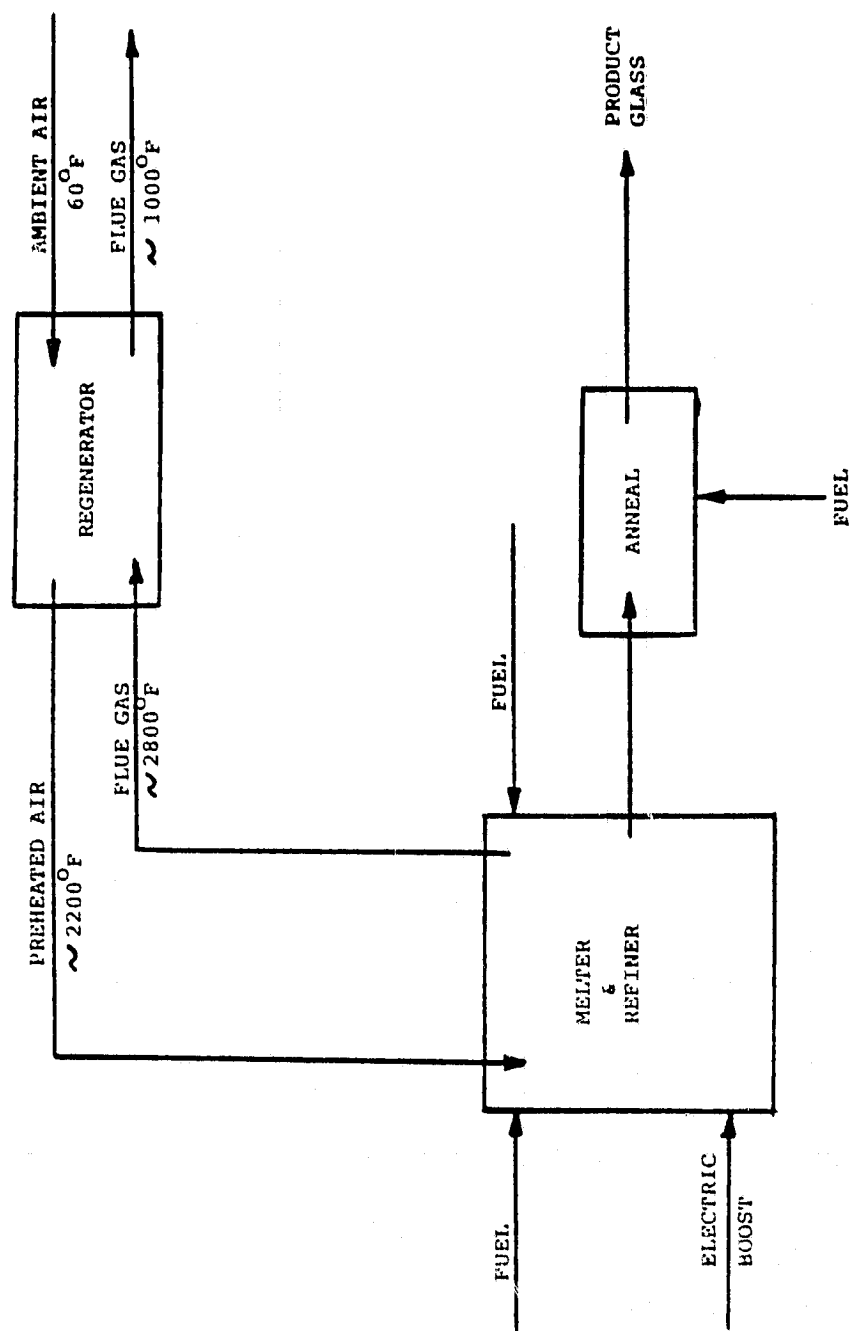 AMBIENT AIR
60°F
FLUE GAS
~ 1000°F
REGENERATOR
PREHEATED AIR
~ 2200°F
FLUE GAS
~ 2800°F
PRODUCT
GLASS
ANNEAL
FUEL
FUEL
MELTER
&
REFINER
FUEL
ELECTRIC
BOOST